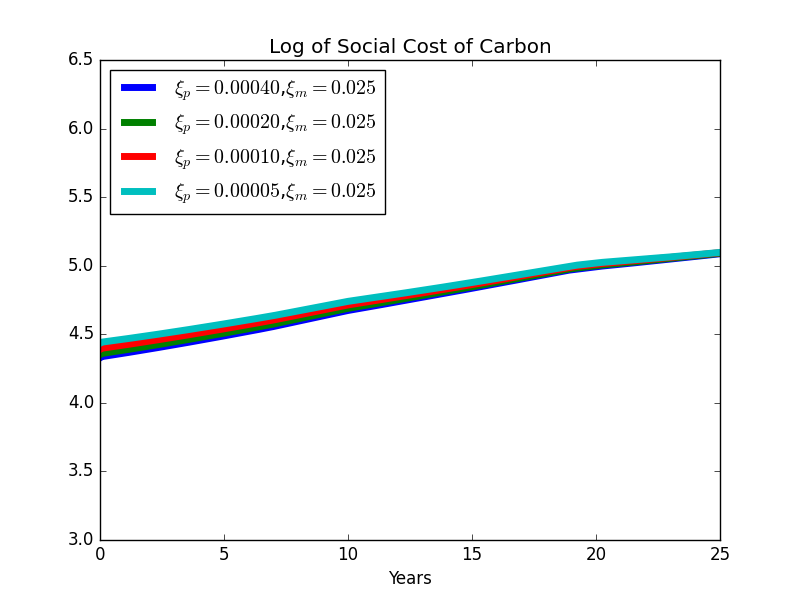 Log of Social Cost of Carbon
6.5
6.0
5.5
5.0
4.5
4.0
3.5
3.0
ξₚ = 0.00040,ξₘ = 0.025
ξₚ = 0.00020,ξₘ = 0.025
ξₚ = 0.00010,ξₘ = 0.025
ξₚ = 0.00005,ξₘ = 0.025
0 5 10 15 20 25
Years